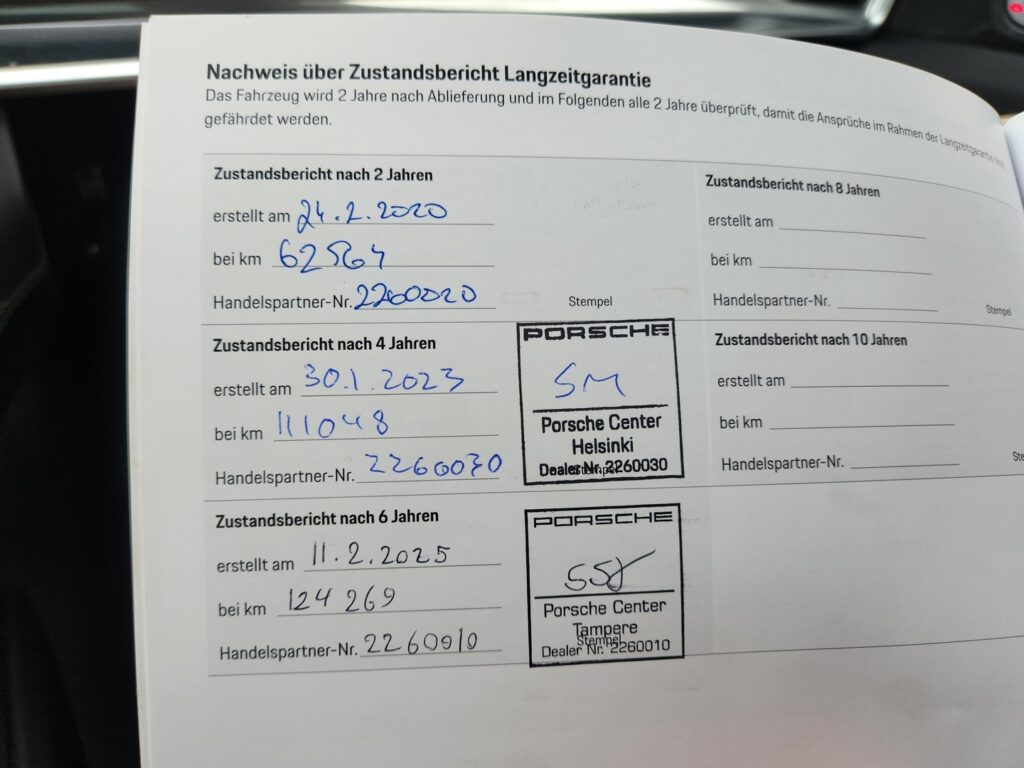 Nachweis über Zustandsbericht Langzeitgarantie
Das Fahrzeug wird 2 Jahre nach Ablieferung und im Folgenden alle 2 Jahre überprüft, damit die Ansprüche im Rahmen der Langzeitgarantie nicht
gefährdet werden.
Zustandsbericht nach 2 Jahren
erstellt am 24.2.2020
bei km 62564
Handelspartner-Nr. 2260020
Stempel
Zustandsbericht nach 4 Jahren
erstellt am 30.1.2023
bei km 111048
Handelspartner-Nr. 2260030
PORSCHE
SM
Porsche Center
Helsinki
Dealer Nr. 2260030
Stempel
Zustandsbericht nach 6 Jahren
erstellt am 11.2.2025
bei km 124 269
Handelspartner-Nr. 2260010
PORSCHE
Porsche Center
Tampere
Stempel
Dealer Nr. 2260010
Zustandsbericht nach 8 Jahren
erstellt am
bei km
Handelspartner-Nr.
Stempel
Zustandsbericht nach 10 Jahren
erstellt am
bei km
Handelspartner-Nr.
Ste